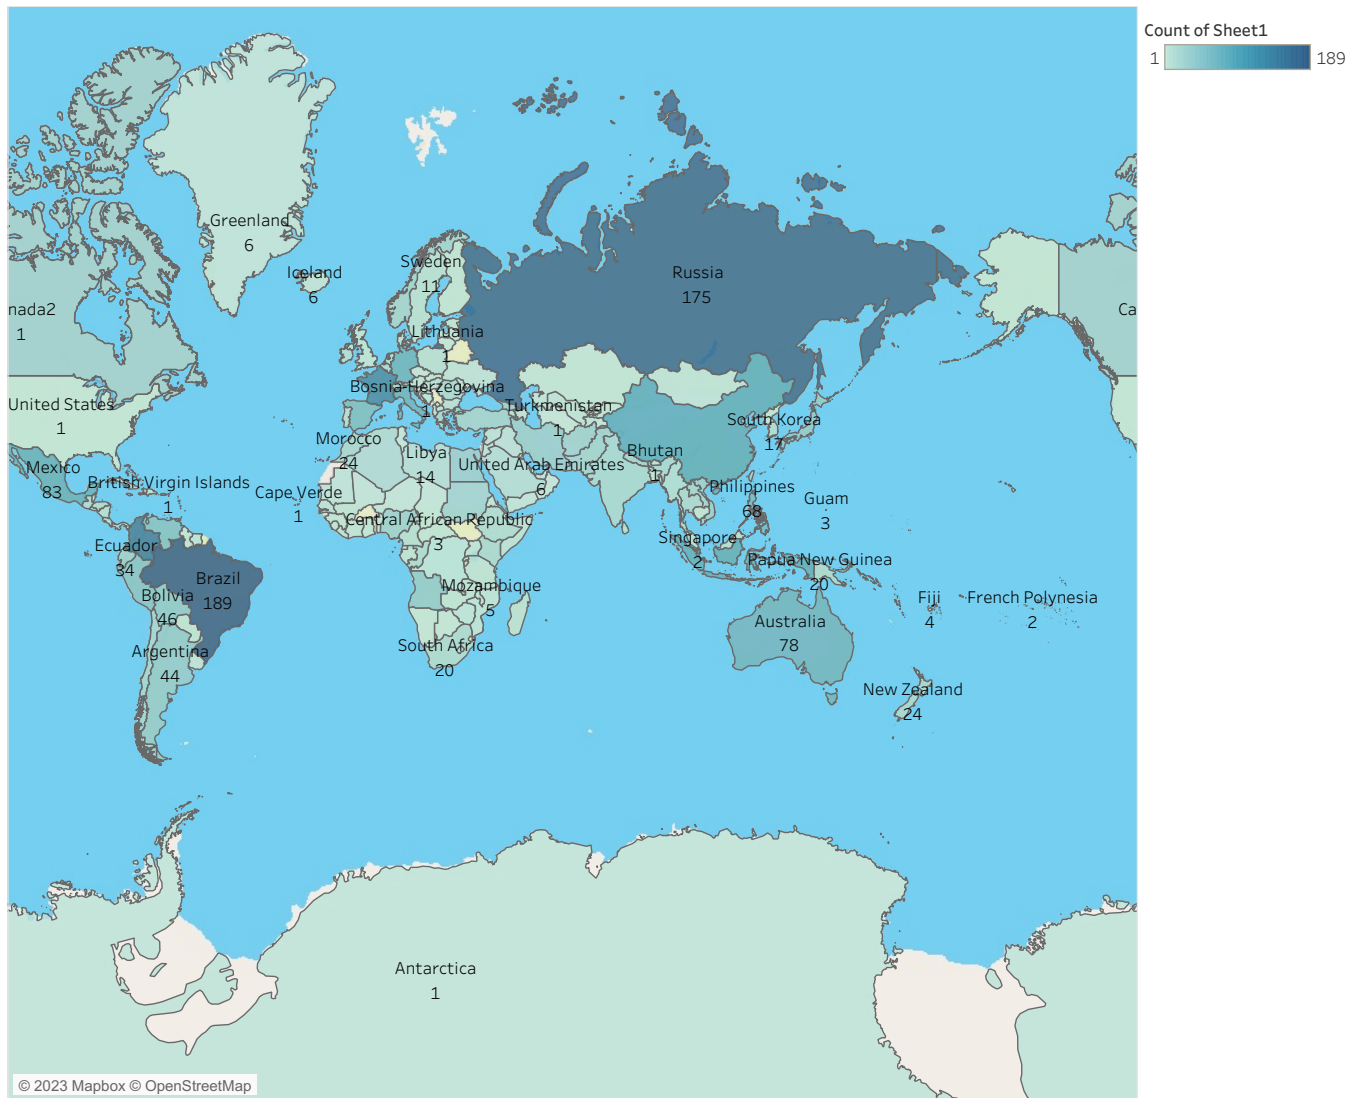 Count of Sheet1
1
189
Greenland
6
Iceland
6
Sweden
11
Russia
175
nada2
1
Ca
Lithuania
1
Bosnia-Herzegovina
1
United States
1
Turkmenistan
1
South Korea
17
Morocco
24
Libya
14
Bhutan
1
Mexico
83
British Virgin Islands
1
Cape Verde
1
United Arab Emirates
6
Philippines
68
Guam
3
Central African Republic
3
Ecuador
34
Singapore
2
Papua New Guinea
20
Brazil
189
Bolivia
46
Mozambique
5
Fiji
4
French Polynesia
2
Argentina
44
South Africa
20
Australia
78
New Zealand
24
Antarctica
1
© 2023 Mapbox © OpenStreetMap